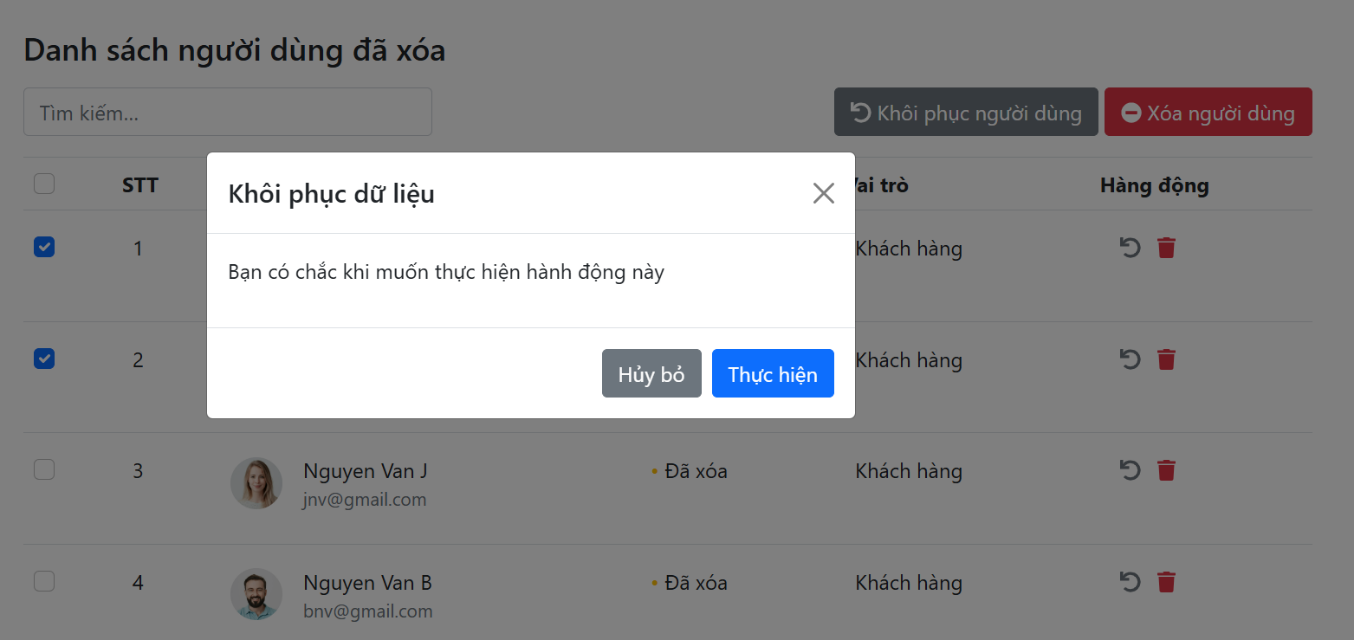 Danh sách người dùng đã xóa
Tìm kiếm...
Khôi phục người dùng
Xóa người dùng
STT
ai trò
Hàng động
Khôi phục dữ liệu
Bạn có chắc khi muốn thực hiện hành động này
Hủy bỏ
Thực hiện
1
Khách hàng
2
Khách hàng
3
Nguyen Van J
jnv@gmail.com
Đã xóa
Khách hàng
4
Nguyen Van B
bnv@gmail.com
Đã xóa
Khách hàng